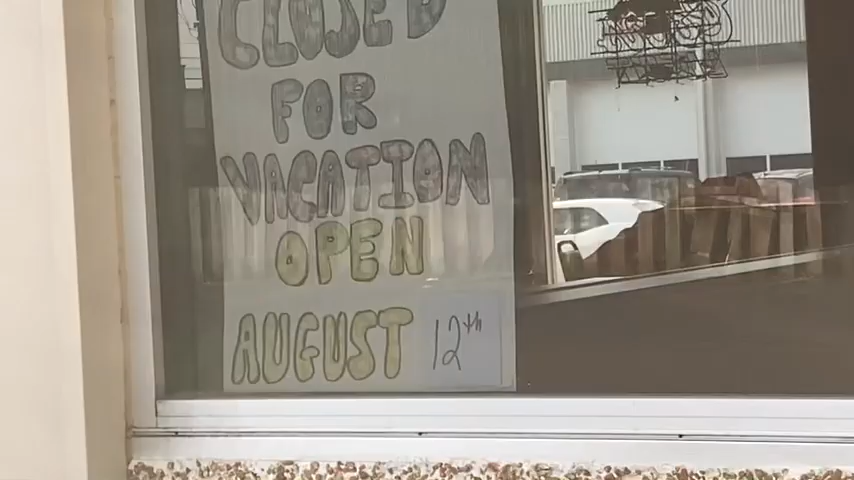 CLOSED
FOR
VACATION
OPEN
AUGUST 12th